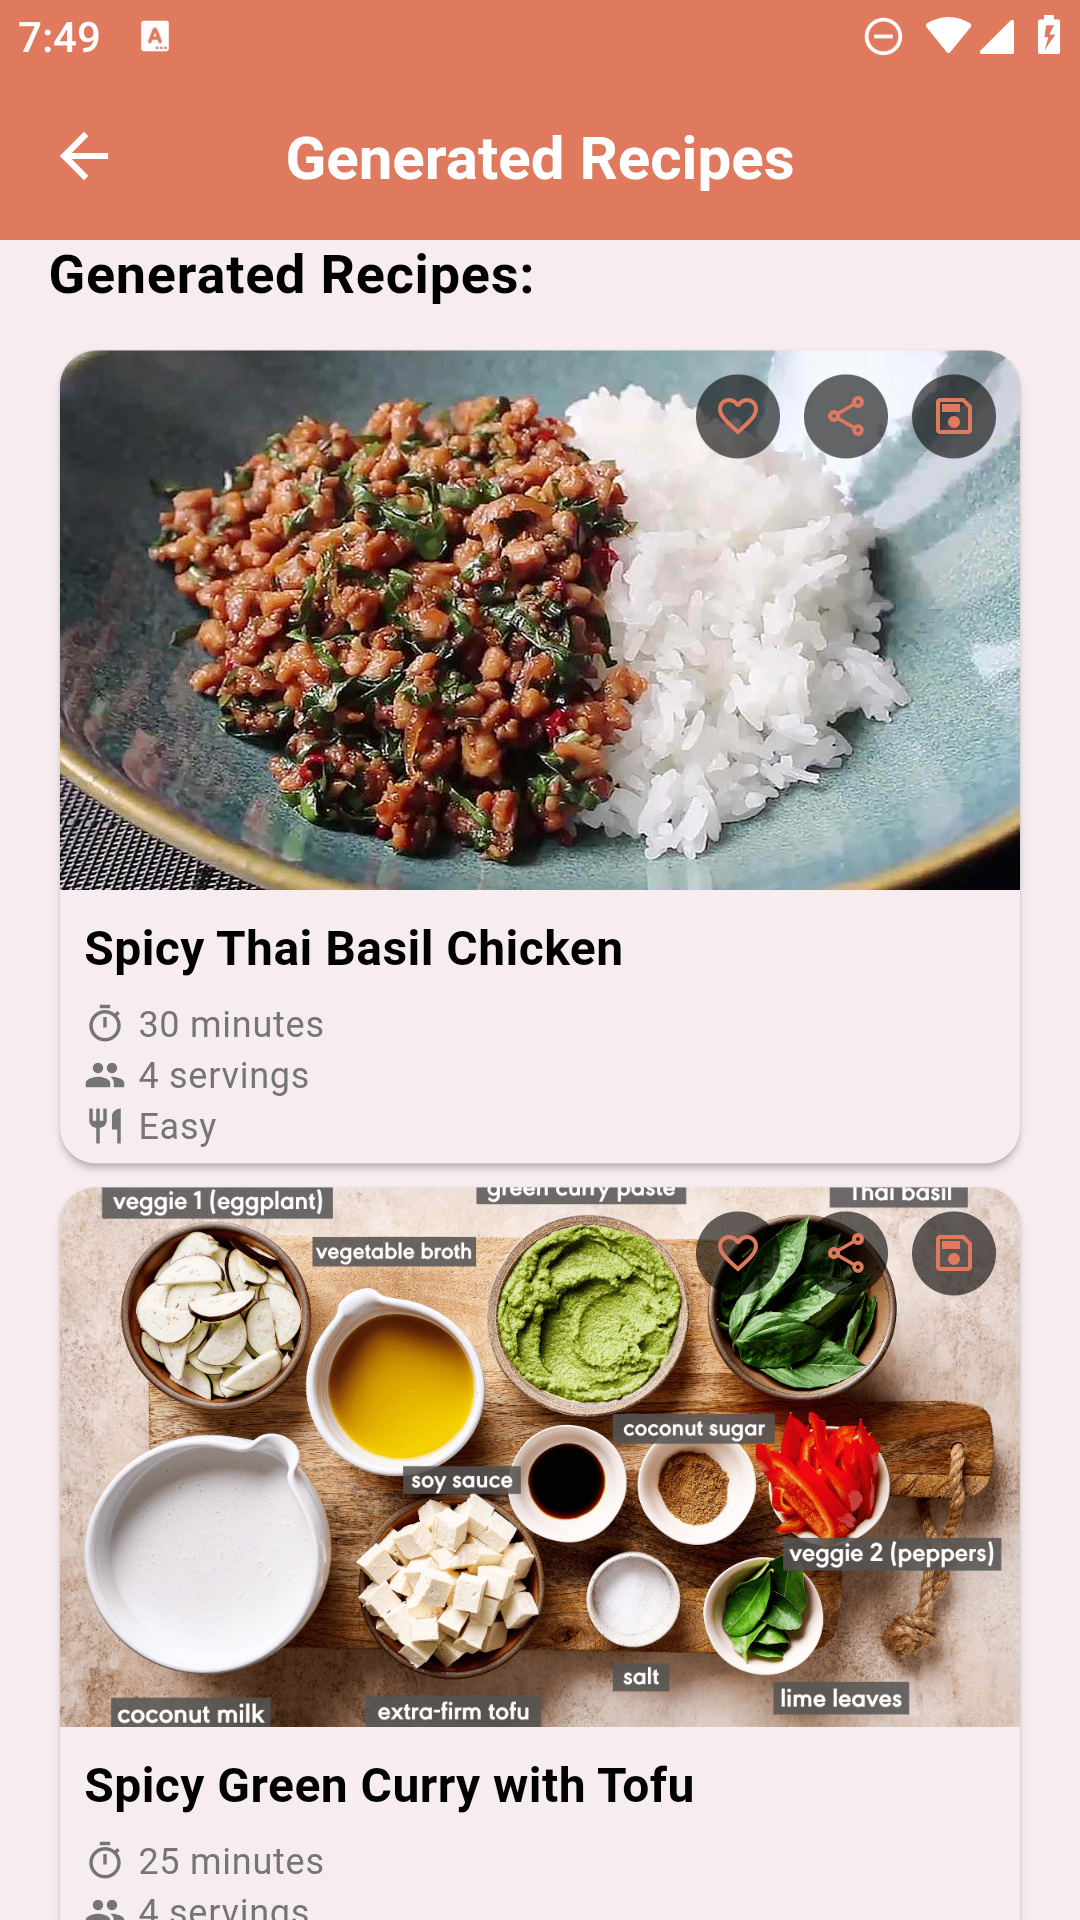 7:49
A
Generated Recipes
Generated Recipes:
Spicy Thai Basil Chicken
30 minutes
4 servings
Easy
veggie 1 (eggplant)
green curry paste
Thai basil
vegetable broth
coconut sugar
soy sauce
veggie 2 (peppers)
salt
lime leaves
coconut milk
extra-firm tofu
Spicy Green Curry with Tofu
25 minutes
4 servings